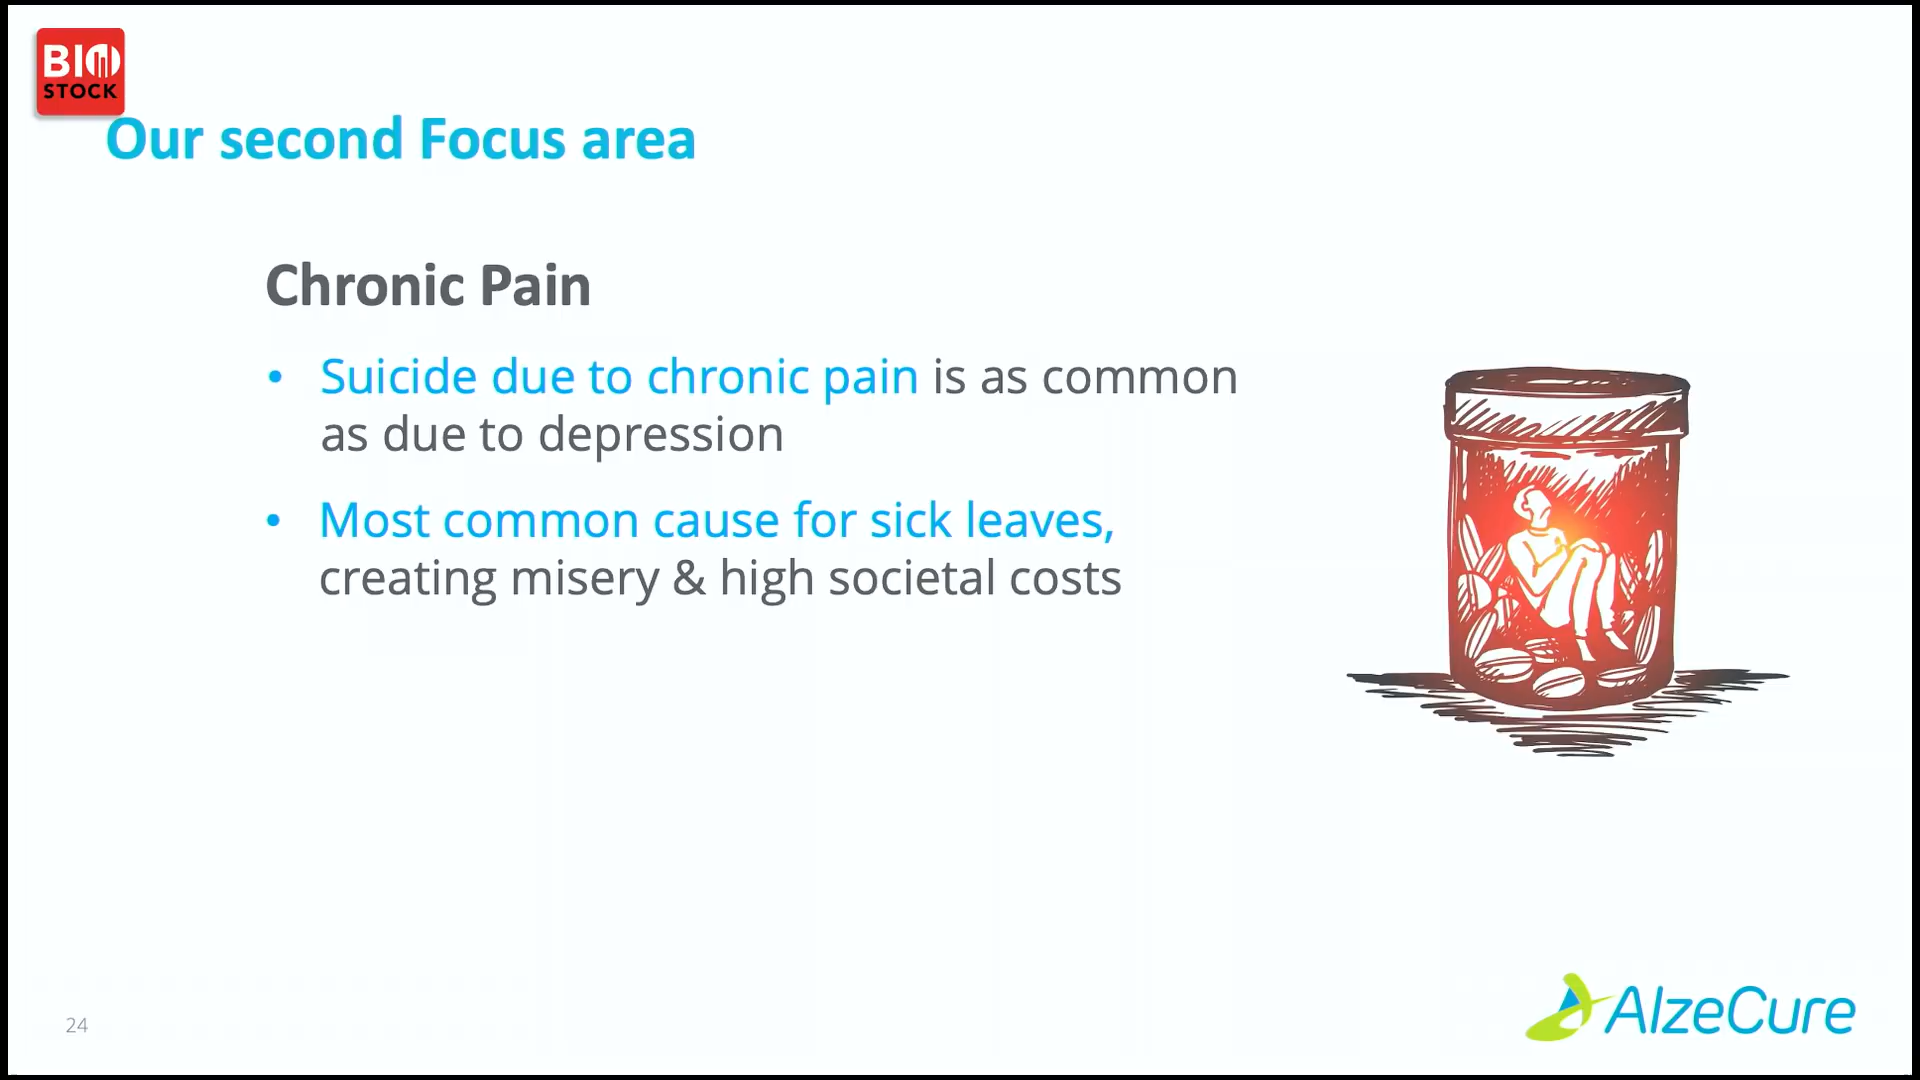 BIO
STOCK
Our second Focus area
Chronic Pain
• Suicide due to chronic pain is as common
as due to depression
• Most common cause for sick leaves,
creating misery & high societal costs
24
AlzeCure